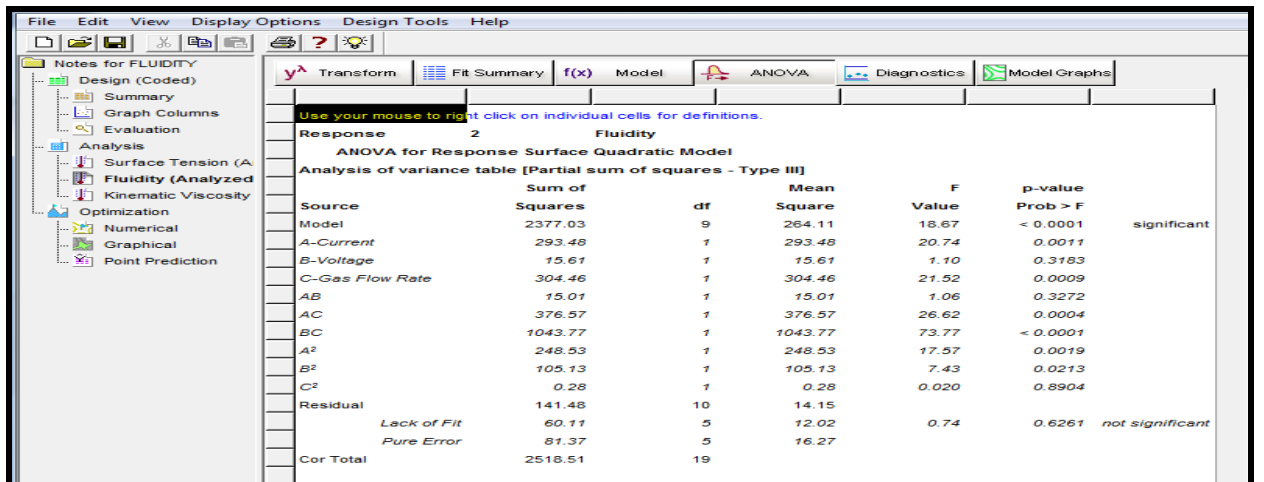 File Edit View Display Options Design Tools Help
Notes for FLUIDITY
Design (Coded)
Summary
Graph Columns
Evaluation
Analysis
Surface Tension (A
Fluidity (Analyzed
Kinematic Viscosity
Optimization
Numerical
Graphical
Point Prediction
yλ Transform Fit Summary f(x) Model ANOVA Diagnostics Model Graphs
Use your mouse to right click on individual cells for definitions.
Response 2 Fluidity
ANOVA for Response Surface Quadratic Model
Analysis of variance table [Partial sum of squares - Type III]
Sum of Mean F p-value
Source Squares df Square Value Prob > F
Model 2377.03 9 264.11 18.67 < 0.0001 significant
A-Current 293.48 1 293.48 20.74 0.0011
B-Voltage 15.61 1 15.61 1.10 0.3183
C-Gas Flow Rate 304.46 1 304.46 21.52 0.0009
AB 15.01 1 15.01 1.06 0.3272
AC 376.57 1 376.57 26.62 0.0004
BC 1043.77 1 1043.77 73.77 < 0.0001
A² 248.53 1 248.53 17.57 0.0019
B² 105.13 1 105.13 7.43 0.0213
C² 0.28 1 0.28 0.020 0.8904
Residual 141.48 10 14.15
Lack of Fit 60.11 5 12.02 0.74 0.6261 not significant
Pure Error 81.37 5 16.27
Cor Total 2518.51 19